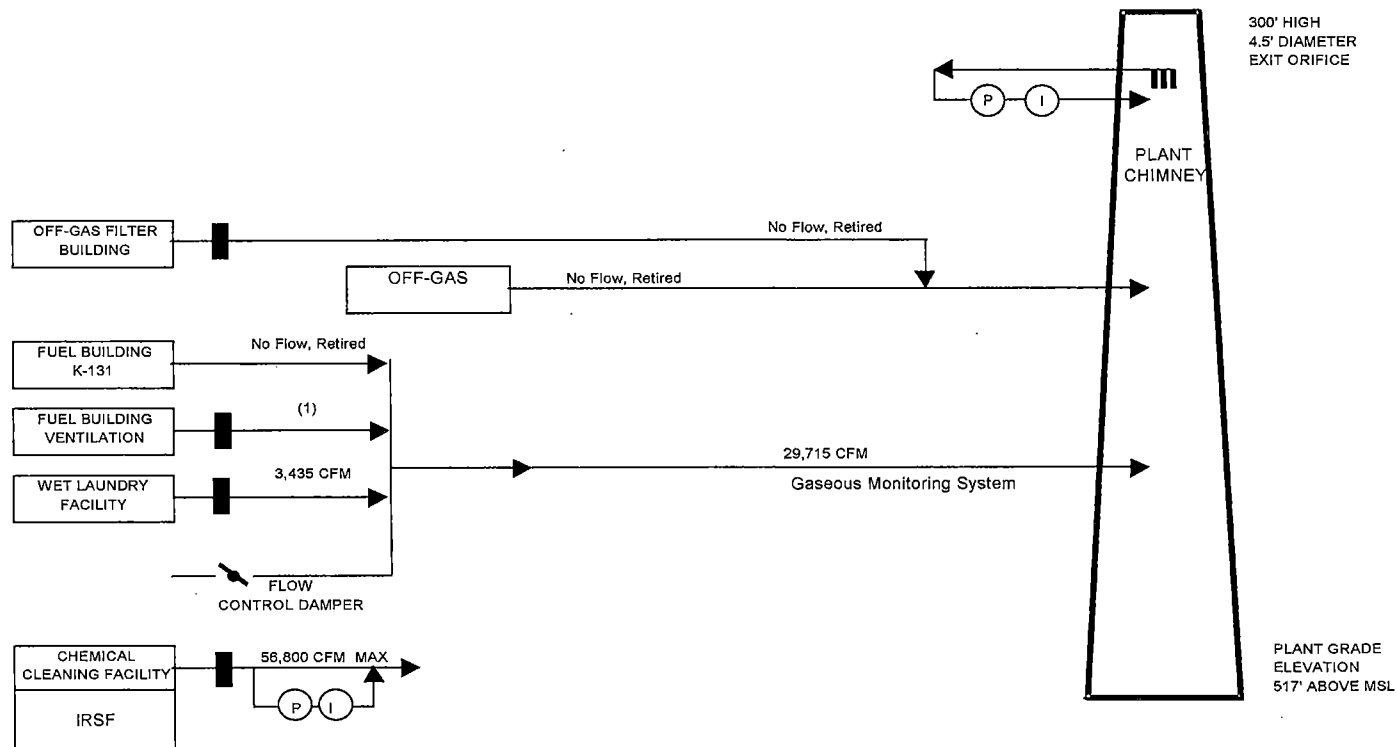 300' HIGH
4.5' DIAMETER
EXIT ORIFICE
P
I
PLANT
CHIMNEY
OFF-GAS FILTER
BUILDING
No Flow, Retired
OFF-GAS
No Flow, Retired
FUEL BUILDING
K-131
No Flow, Retired
FUEL BUILDING
VENTILATION
(1)
WET LAUNDRY
FACILITY
3,435 CFM
29,715 CFM
Gaseous Monitoring System
FLOW
CONTROL DAMPER
CHEMICAL
CLEANING FACILITY
56,800 CFM MAX
P
I
IRSF
PLANT GRADE
ELEVATION
517' ABOVE MSL